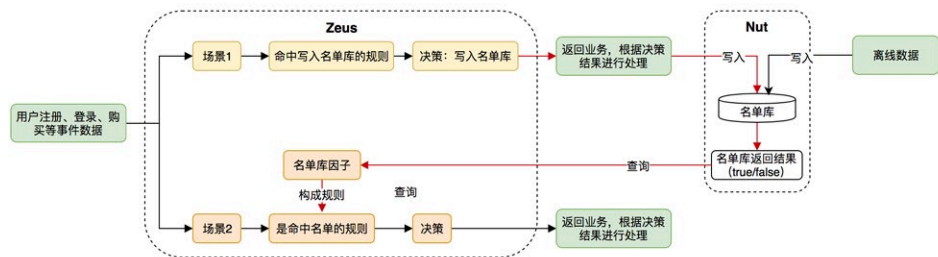 Zeus
Nut
场景1
命中写入名单库的规则
决策：写入名单库
返回业务，根据决策
结果进行处理
写入
写入
离线数据
名单库
用户注册、登录、购
买等事件数据
名单库因子
查询
名单库返回结果
（true/false）
构成规则
查询
场景2
是命中名单的规则
决策
返回业务，根据决策
结果进行处理